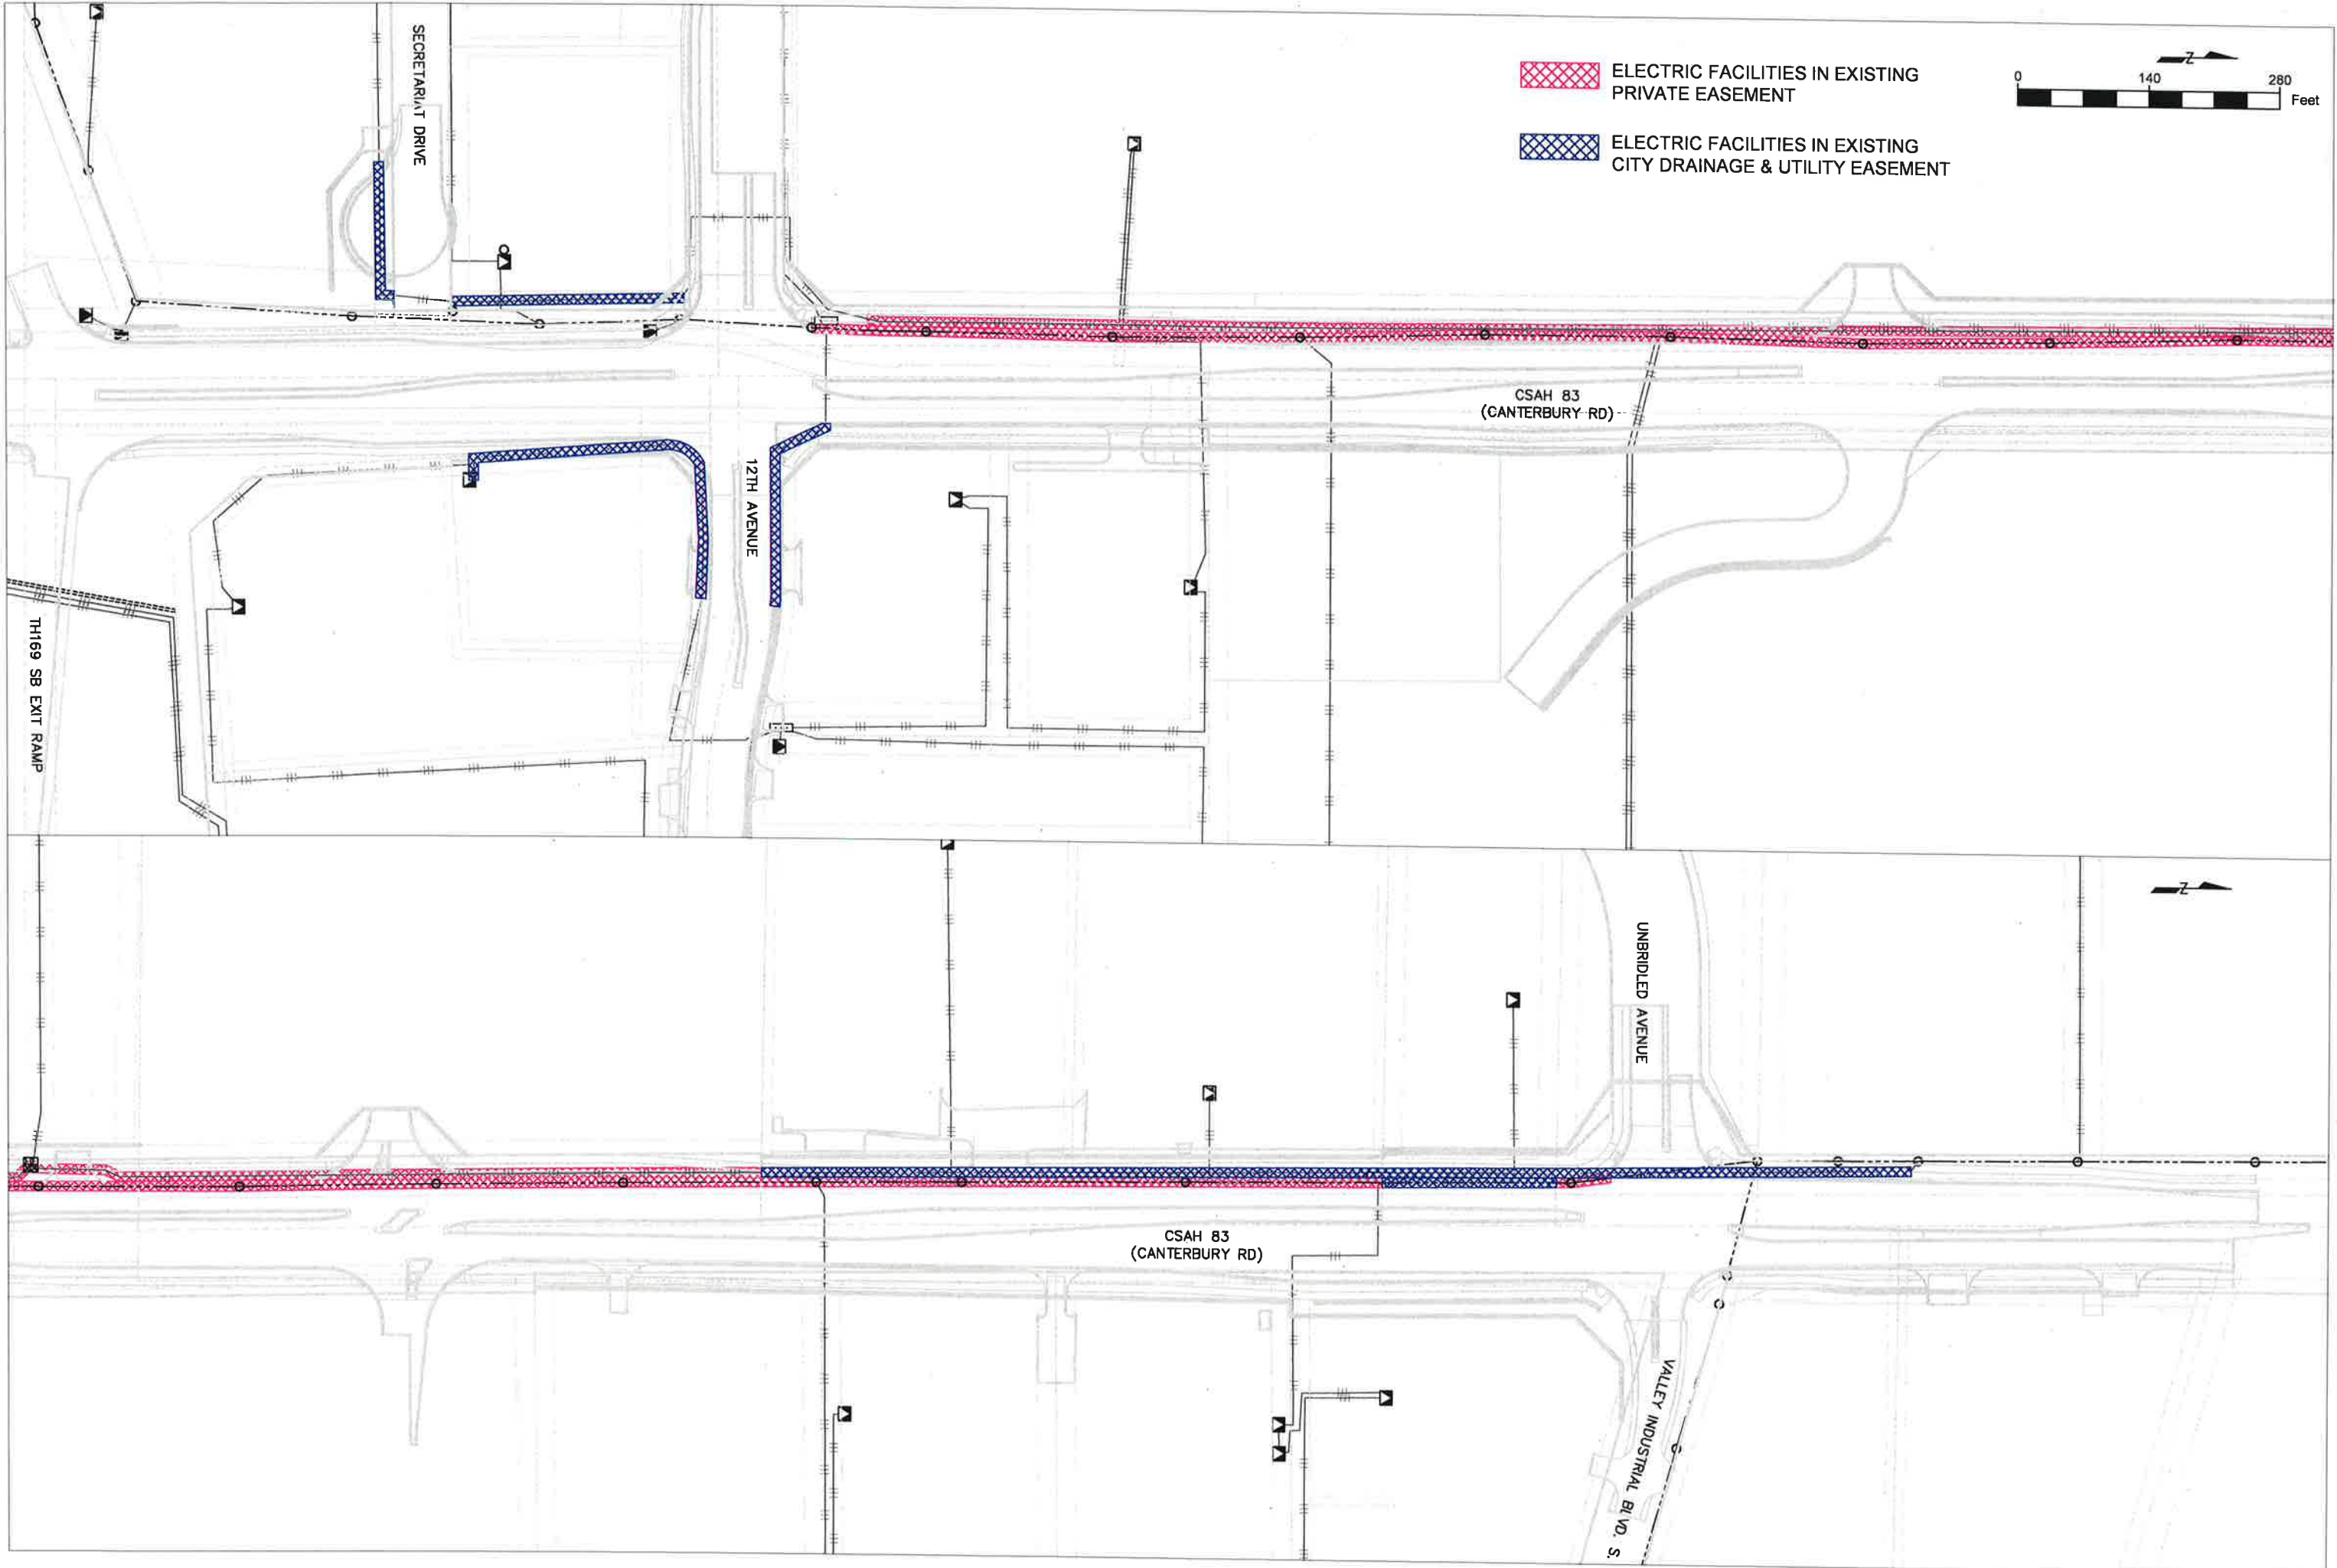 SECRETARIAT DRIVE
ELECTRIC FACILITIES IN EXISTING
PRIVATE EASEMENT
ELECTRIC FACILITIES IN EXISTING
CITY DRAINAGE & UTILITY EASEMENT
Z
0 140 280
Feet
CSAH 83
(CANTERBURY RD)
12TH AVENUE
TH169 SB EXIT RAMP
Z
UNBRIDLED AVENUE
CSAH 83
(CANTERBURY RD)
VALLEY INDUSTRIAL BLVD. S.